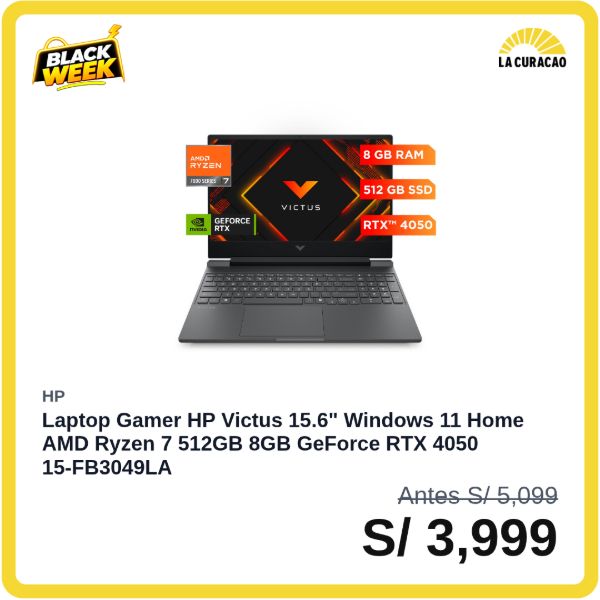 BLACK
WEEK
LA CURACAO
AMD
RYZEN
7000 SERIES 7
8 GB RAM
512 GB SSD
VICTUS
NVIDIA
GEFORCE
RTX
RTX™ 4050
HP
Laptop Gamer HP Victus 15.6" Windows 11 Home
AMD Ryzen 7 512GB 8GB GeForce RTX 4050
15-FB3049LA
Antes S/ 5,099
S/ 3,999